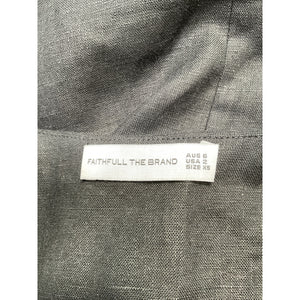 FAITHFULL THE BRAND
AUS 6
USA 2
SIZE XS